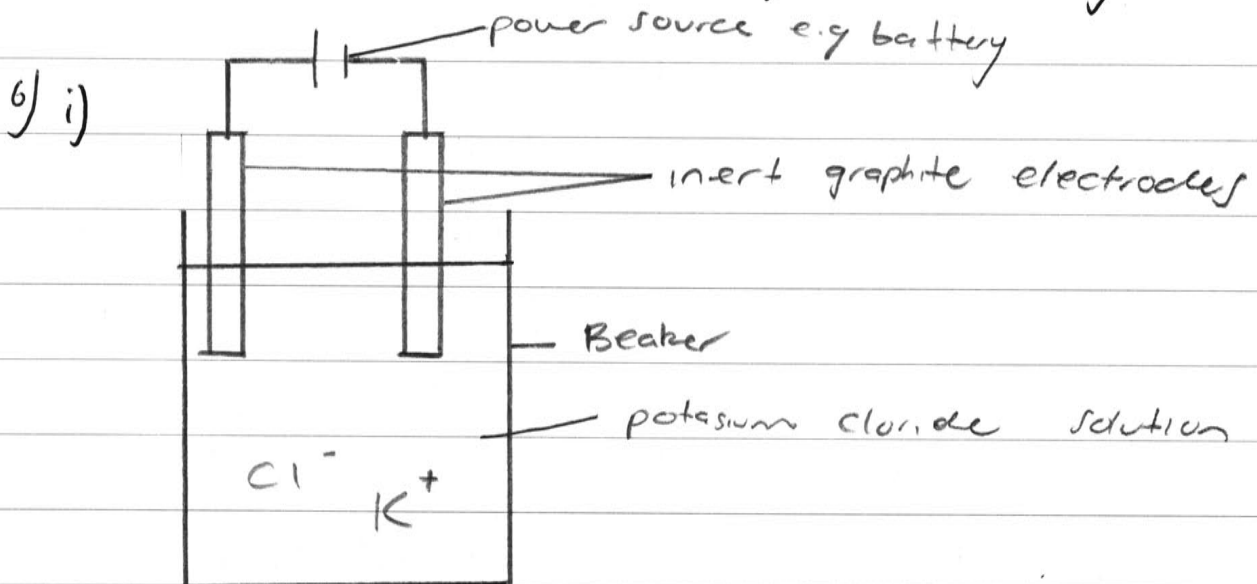 power source e.g battery
6) i)
inert graphite electrodes
Beaker
potasium cloride solution
Cl⁻ K⁺